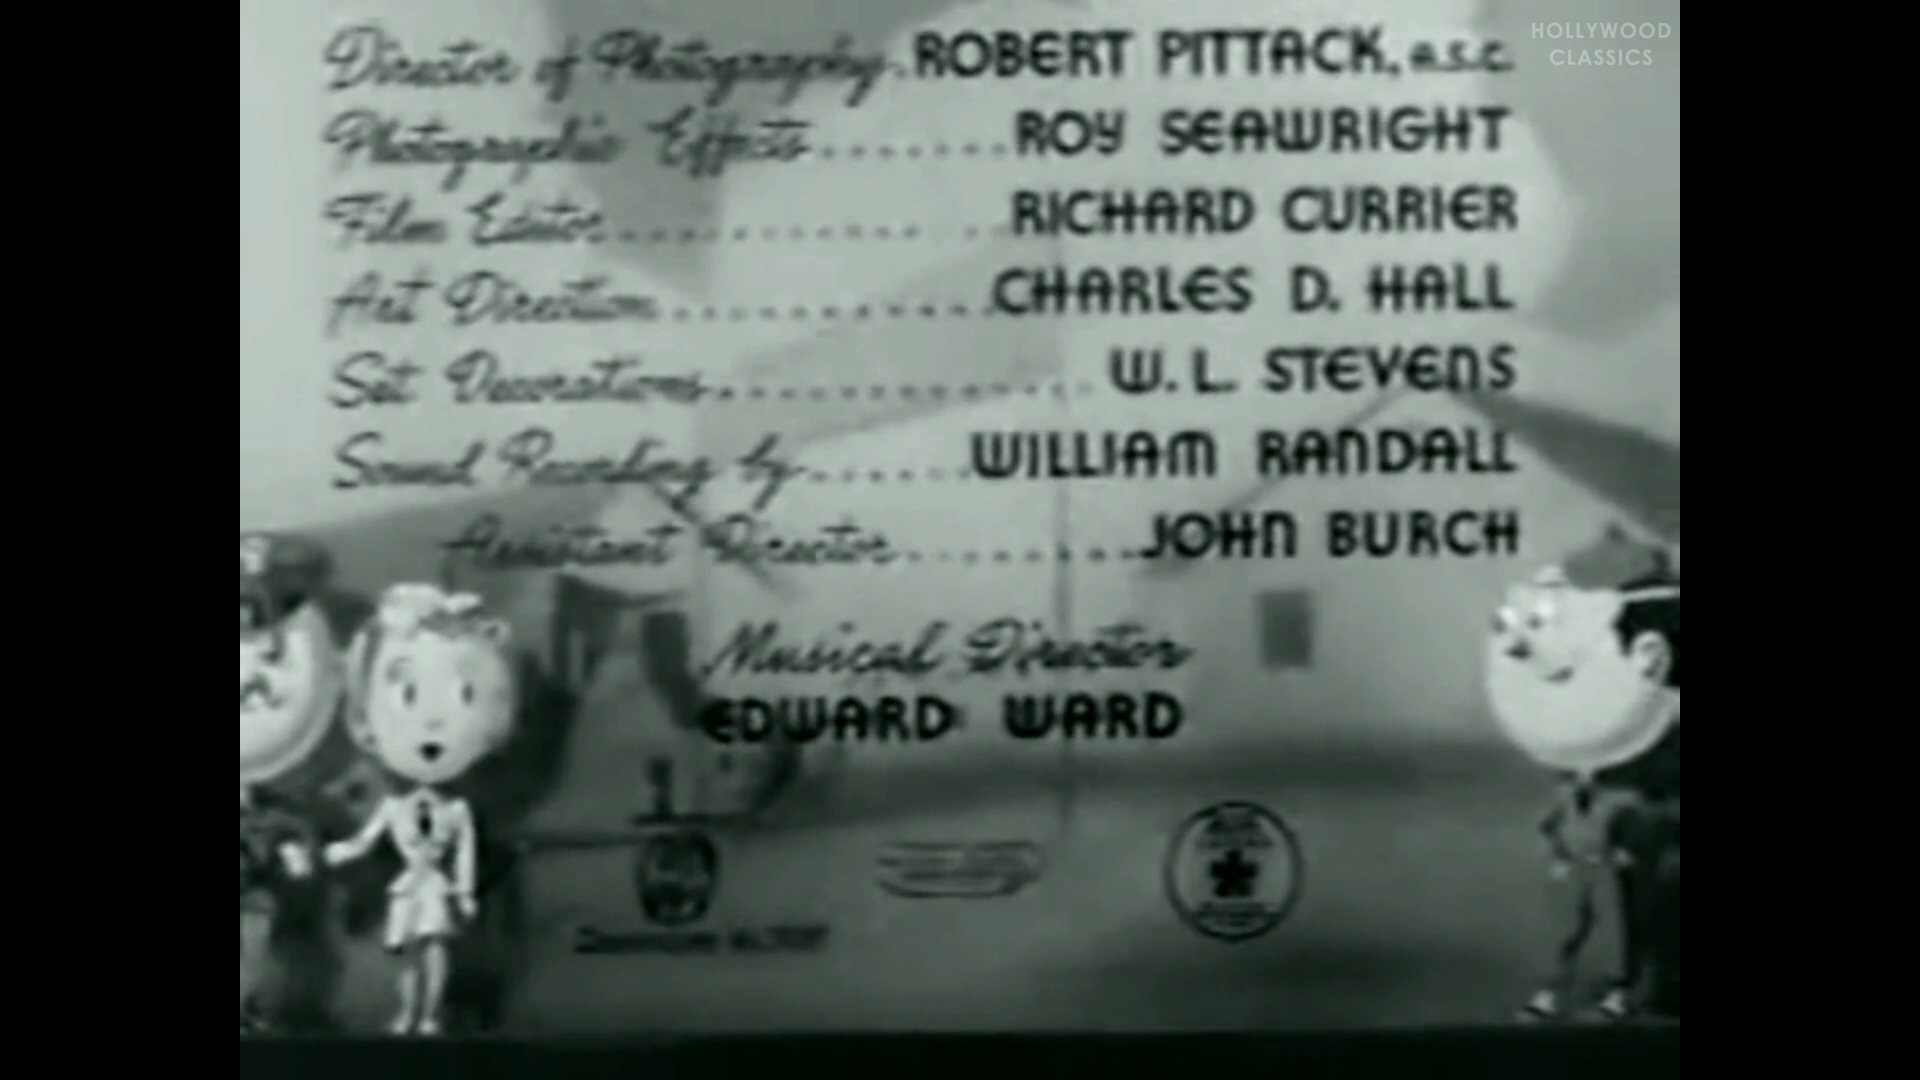 HOLLYWOOD
CLASSICS
Director of Photography. ROBERT PITTACK, A.S.C.
Photographic Effects........ROY SEAWRIGHT
Film Editor............. ..RICHARD CURRIER
Art Direction.............CHARLES D. HALL
Set Decorations.............. W. L. STEVENS
Sound Recording by.......WILLIAM RANDALL
Assistant Director.........JOHN BURCH
Musical Director
EDWARD WARD